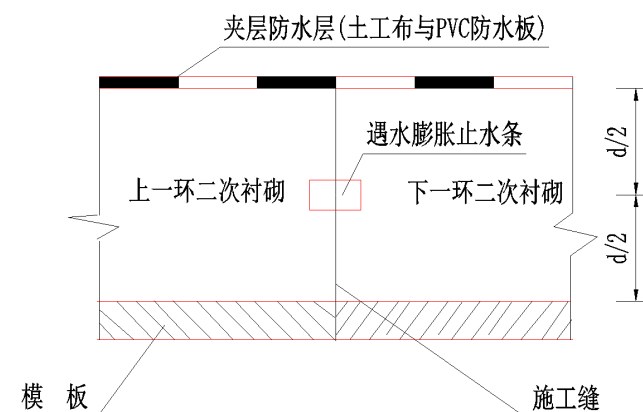 夹层防水层(土工布与PVC防水板)
遇水膨胀止水条
d/2
上一环二次衬砌
下一环二次衬砌
d/2
模 板
施工缝